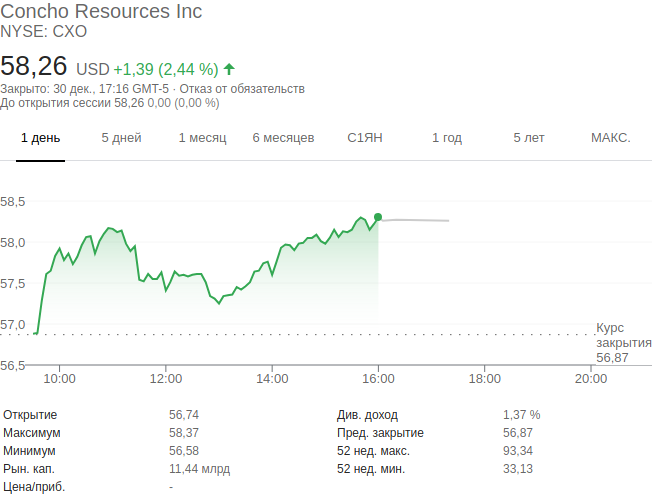 Concho Resources Inc
NYSE: CXO
58,26 USD +1,39 (2,44 %)
Закрыто: 30 дек., 17:16 GMT-5 · Отказ от обязательств
До открытия сессии 58,26 0,00 (0,00 %)
1 день 5 дней 1 месяц 6 месяцев С1ЯН 1 год 5 лет МАКС.
58,5
58,0
57,5
57,0
Курс
закрытия
56,87
56,5
10:00 12:00 14:00 16:00 18:00 20:00
Открытие 56,74 Див. доход 1,37 %
Максимум 58,37 Пред. закрытие 56,87
Минимум 56,58 52 нед. макс. 93,34
Рын. кап. 11,44 млрд 52 нед. мин. 33,13
Цена/приб. -